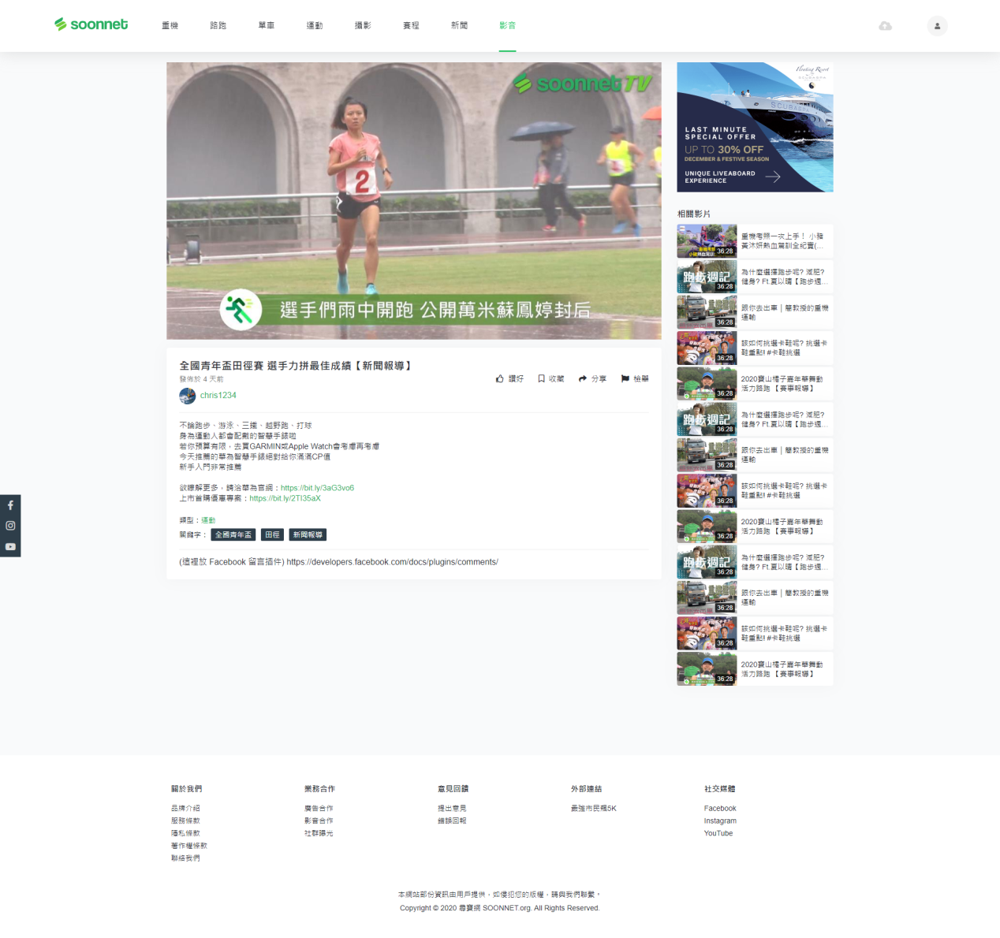 soonnet
重機 路跑 單車 運動 攝影 賽程 新聞 影音
soonnet TV
2
選手們雨中開跑 公開萬米蘇鳳婷封后
全國青年盃田徑賽 選手力拼最佳成績【新聞報導】
發佈於 4 天前
讚好 收藏 分享 檢舉
chris1234
不論跑步、游泳、三鐵、越野跑、打球
身為運動人都會配戴的智慧手錶啦
若你預算有限，去買GARMIN或Apple Watch會考慮再考慮
今天推薦的華為智慧手錶絕對給你滿滿CP值
新手入門非常推薦
欲瞭解更多，請洽華為官網：https://bit.ly/3aG3vo6
上市首購優惠專案：https://bit.ly/2TI35aX
類型：運動
關鍵字： 全國青年盃 田徑 新聞報導
(這裡放 Facebook 留言插件) https://developers.facebook.com/docs/plugins/comments/
Floating Resort
SCUBASPA
LAST MINUTE
SPECIAL OFFER
UP TO 30% OFF
DECEMBER & FESTIVE SEASON
UNIQUE LIVEABOARD
EXPERIENCE
相關影片
36:28
重機考照一次上手！ 小豬
黃沐妍熱血駕訓全紀實(...
跑步週記
36:28
為什麼選擇跑步呢? 減肥?
健身? Ft.夏以晴【跑步週...
36:28
跟你去出車｜簡教授的重機
運輸
36:28
該如何挑選卡鞋呢? 挑選卡
鞋重點! #卡鞋挑選
36:28
2020寶山橘子嘉年華舞動
活力路跑 【賽事報導】
跑步週記
36:28
為什麼選擇跑步呢? 減肥?
健身? Ft.夏以晴【跑步週...
36:28
跟你去出車｜簡教授的重機
運輸
36:28
該如何挑選卡鞋呢? 挑選卡
鞋重點! #卡鞋挑選
36:28
2020寶山橘子嘉年華舞動
活力路跑 【賽事報導】
跑步週記
36:28
為什麼選擇跑步呢? 減肥?
健身? Ft.夏以晴【跑步週...
36:28
跟你去出車｜簡教授的重機
運輸
36:28
該如何挑選卡鞋呢? 挑選卡
鞋重點! #卡鞋挑選
36:28
2020寶山橘子嘉年華舞動
活力路跑 【賽事報導】
關於我們
品牌介紹
服務條款
隱私條款
著作權條款
聯絡我們
業務合作
廣告合作
影音合作
社群曝光
意見回饋
提出意見
錯誤回報
外部連結
最強市民飆5K
社交媒體
Facebook
Instagram
YouTube
本網站部份資訊由用戶提供，如侵犯您的版權，請與我們聯繫。
Copyright © 2020 尋寶網 SOONNET.org. All Rights Reserved.